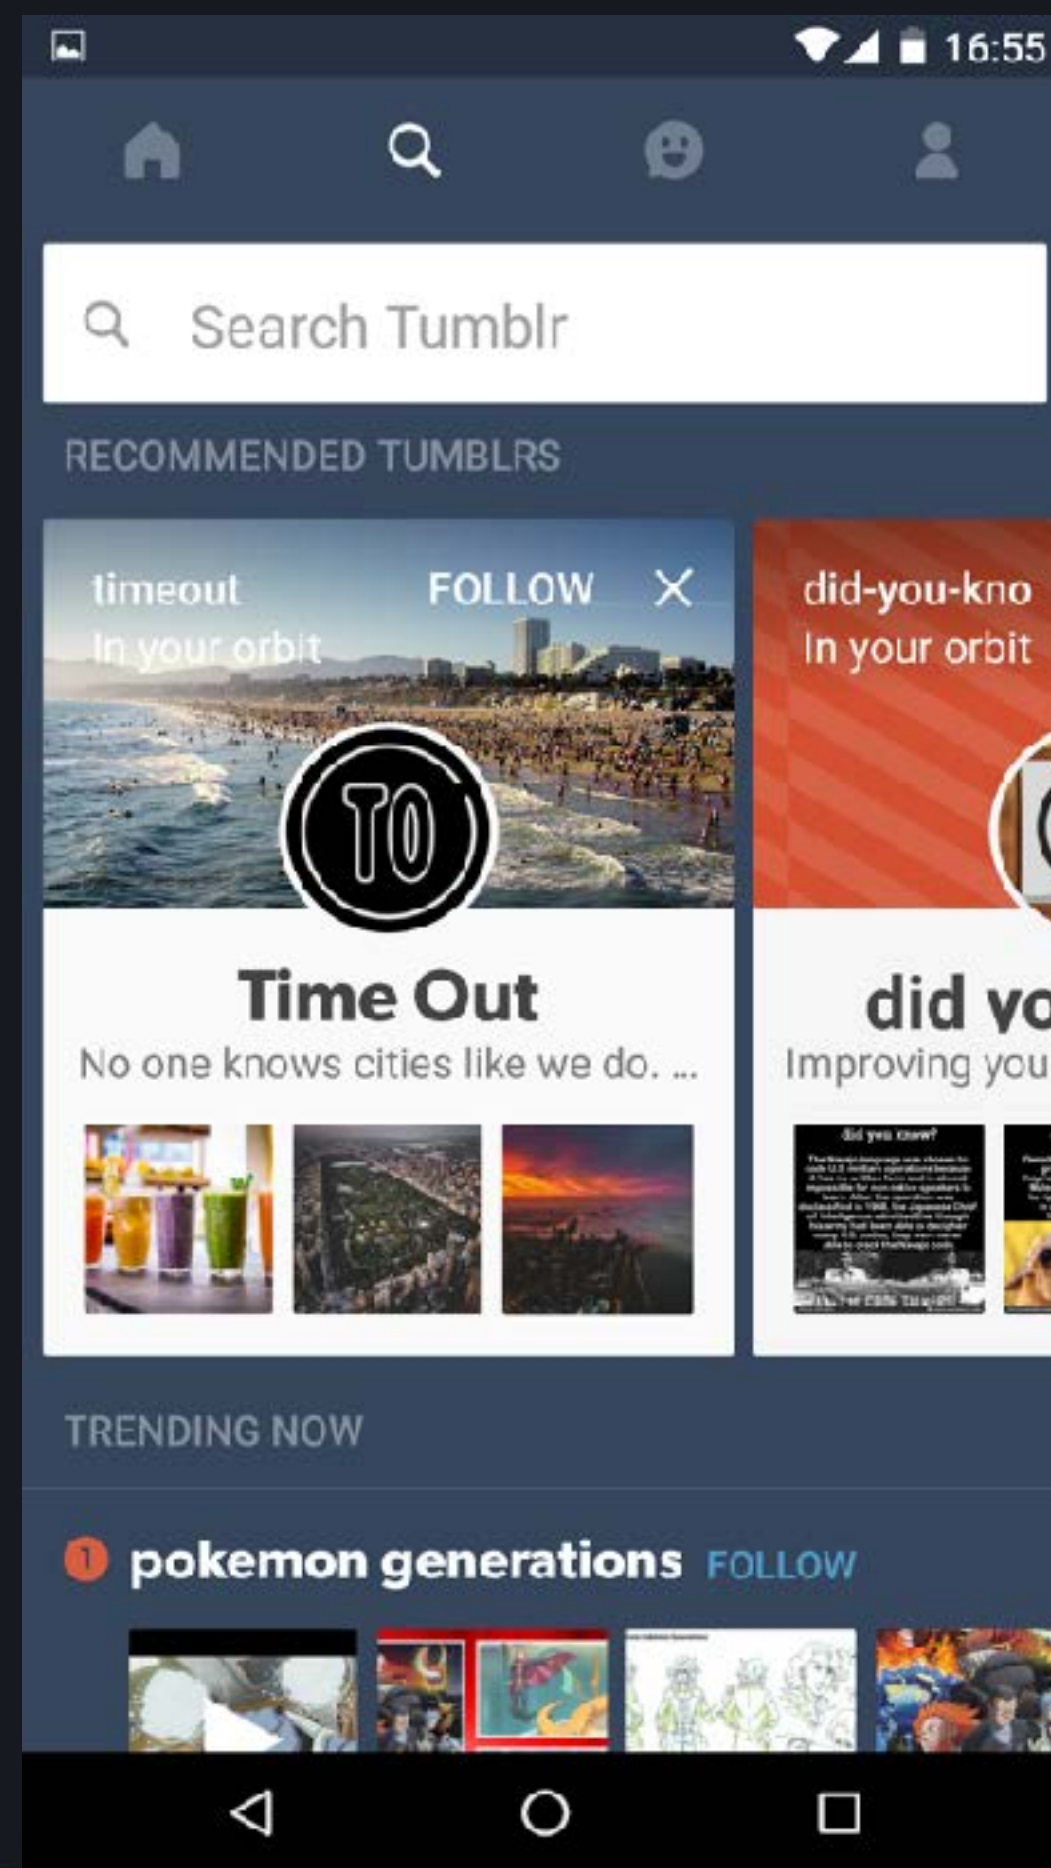 16:55
Search Tumblr
RECOMMENDED TUMBLRS
timeout FOLLOW
In your orbit
did-you-kno
In your orbit
TO
Time Out
No one knows cities like we do. ...
did yo
Improving you
did you know?
TRENDING NOW
1 pokemon generations FOLLOW